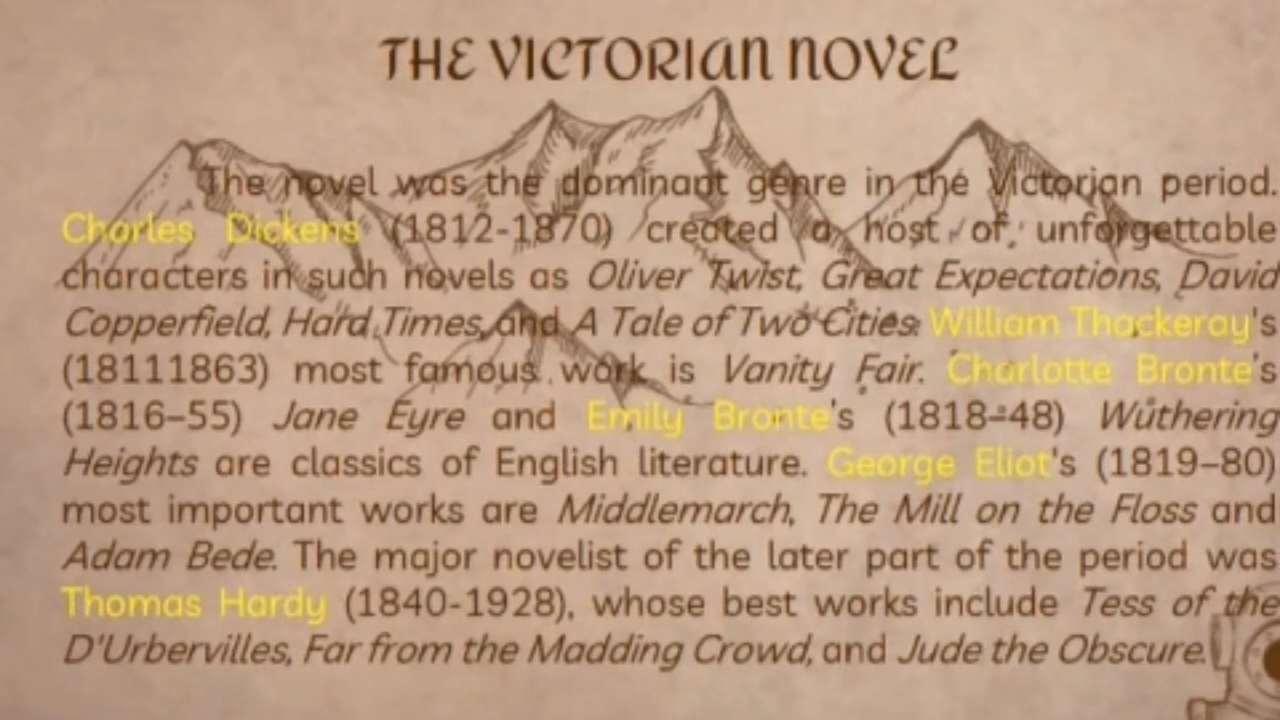 THE VICTORIAN NOVEL
The novel was the dominant genre in the Victorian period.
Charles Dickens (1812-1870) created a host of unforgettable
characters in such novels as Oliver Twist, Great Expectations, David
Copperfield, Hard Times, and A Tale of Two Cities. William Thackeray's
(18111863) most famous work is Vanity Fair. Charlotte Bronte's
(1816–55) Jane Eyre and Emily Bronte's (1818–48) Wuthering
Heights are classics of English literature. George Eliot's (1819–80)
most important works are Middlemarch, The Mill on the Floss and
Adam Bede. The major novelist of the later part of the period was
Thomas Hardy (1840-1928), whose best works include Tess of the
D'Urbervilles, Far from the Madding Crowd, and Jude the Obscure.